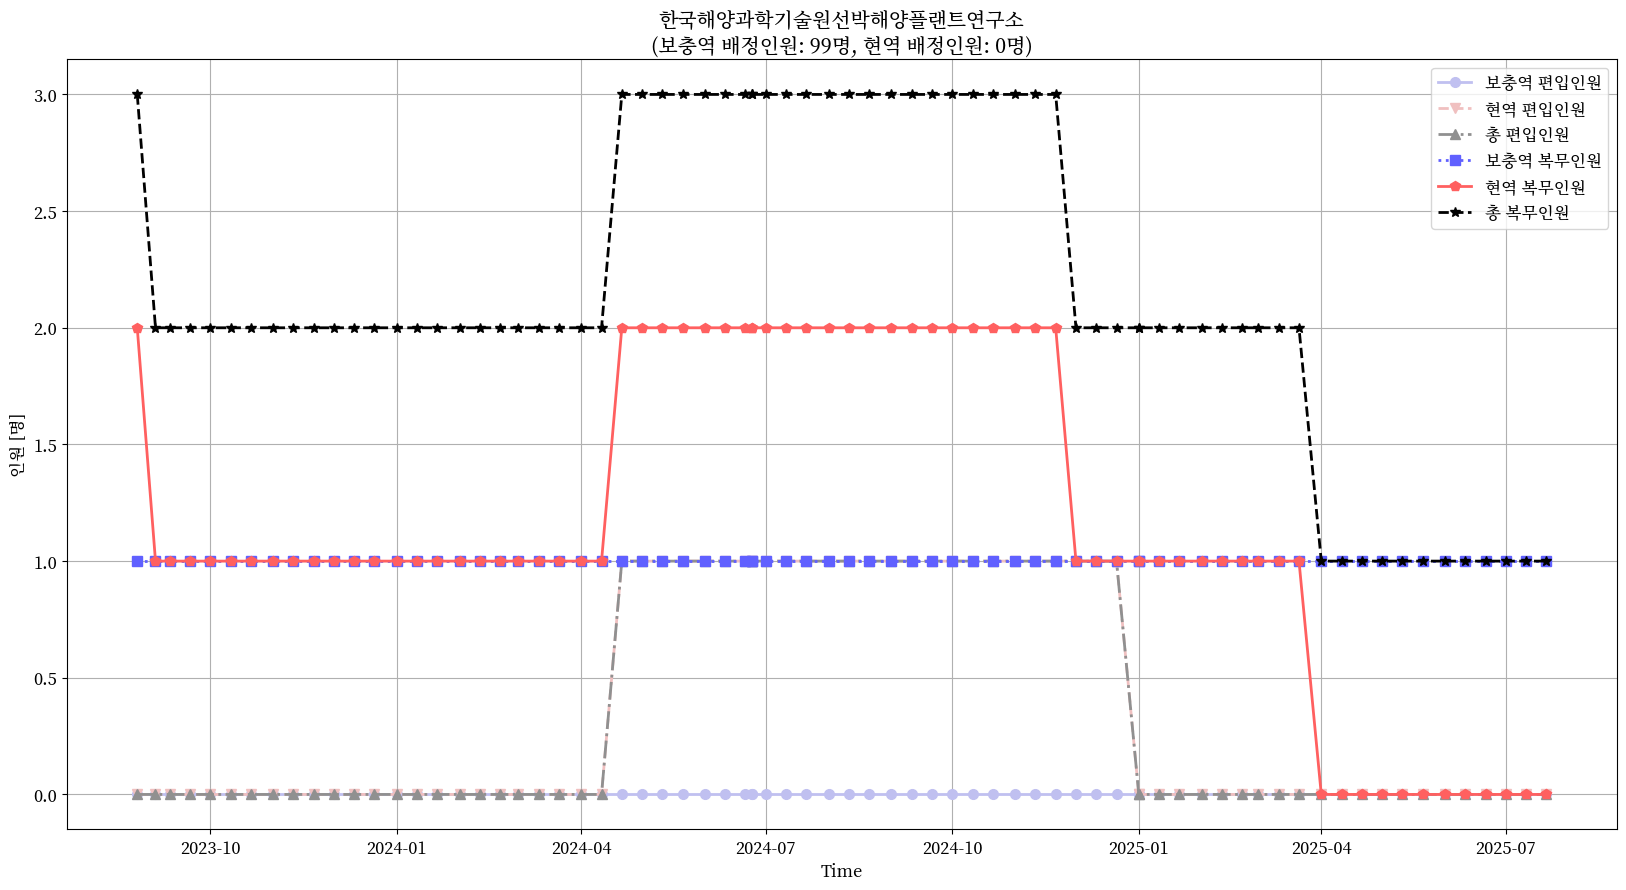 한국해양과학기술원선박해양플랜트연구소
(보충역 배정인원: 99명, 현역 배정인원: 0명)
보충역 편입인원
현역 편입인원
총 편입인원
보충역 복무인원
현역 복무인원
총 복무인원
인원 [명]
3.0
2.5
2.0
1.5
1.0
0.5
0.0
2023-10
2024-01
2024-04
2024-07
2024-10
2025-01
2025-04
2025-07
Time